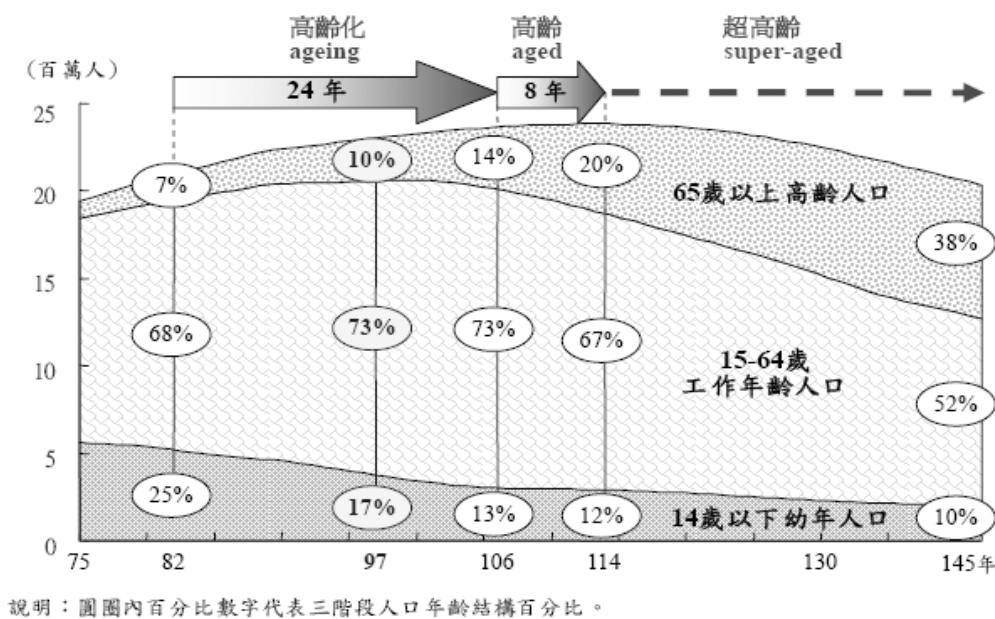 高齡化
ageing
高齡
aged
超高齡
super-aged
(百萬人)
24 年
8 年
25
20
15
10
5
0
7%
10%
14%
20%
65歲以上高齡人口
38%
68%
73%
73%
67%
15-64歲
工作年齡人口
52%
25%
17%
13%
12%
14歲以下幼年人口
10%
75 82 97 106 114 130 145年
說明：圓圈內百分比數字代表三階段人口年齡結構百分比。